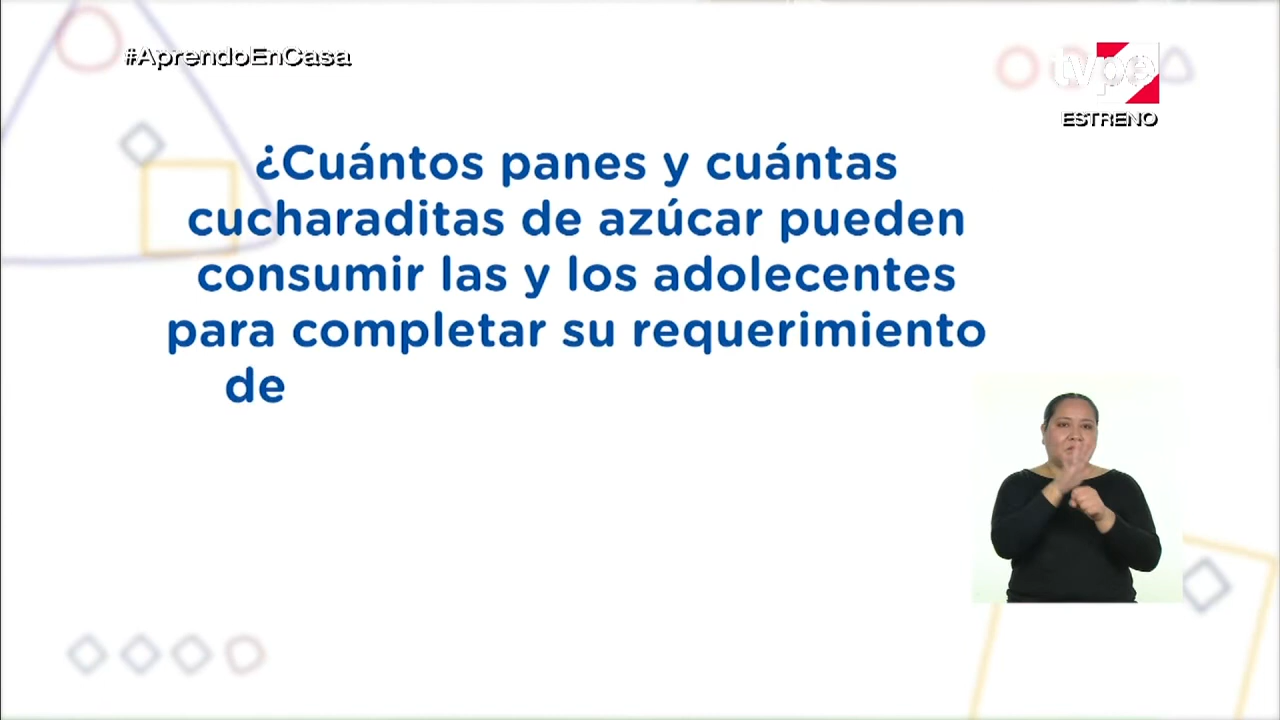 #AprendoEnCasa
tvpe
ESTRENO
¿Cuántos panes y cuántas
cucharaditas de azúcar pueden
consumir las y los adolecentes
para completar su requerimiento
de